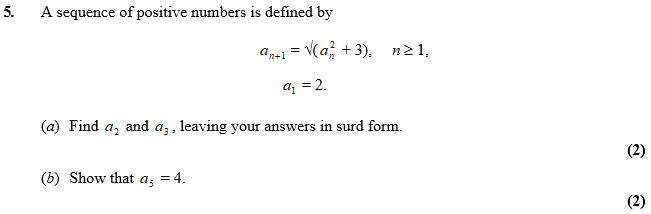 5. A sequence of positive numbers is defined by
aₙ₊₁ = √(aₙ² + 3), n ≥ 1,
a₁ = 2.
(a) Find a₂ and a₃ , leaving your answers in surd form.
(2)
(b) Show that a₅ = 4.
(2)